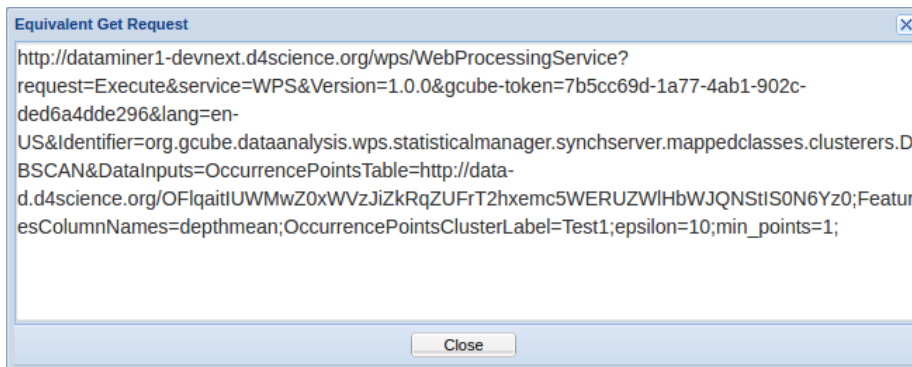 Equivalent Get Request
http://dataminer1-devnext.d4science.org/wps/WebProcessingService?
request=Execute&service=WPS&Version=1.0.0&gcube-token=7b5cc69d-1a77-4ab1-902c-
ded6a4dde296&lang=en-
US&Identifier=org.gcube.dataanalysis.wps.statisticalmanager.synchserver.mappedclasses.clusterers.D
BSCAN&DataInputs=OccurrencePointsTable=http://data-
d.d4science.org/OFlqaitIUWMwZ0xWVzJiZkRqZUFrT2hxemc5WERUZWlHbWJQNStIS0N6Yz0;Featur
esColumnNames=depthmean;OccurrencePointsClusterLabel=Test1;epsilon=10;min_points=1;
Close